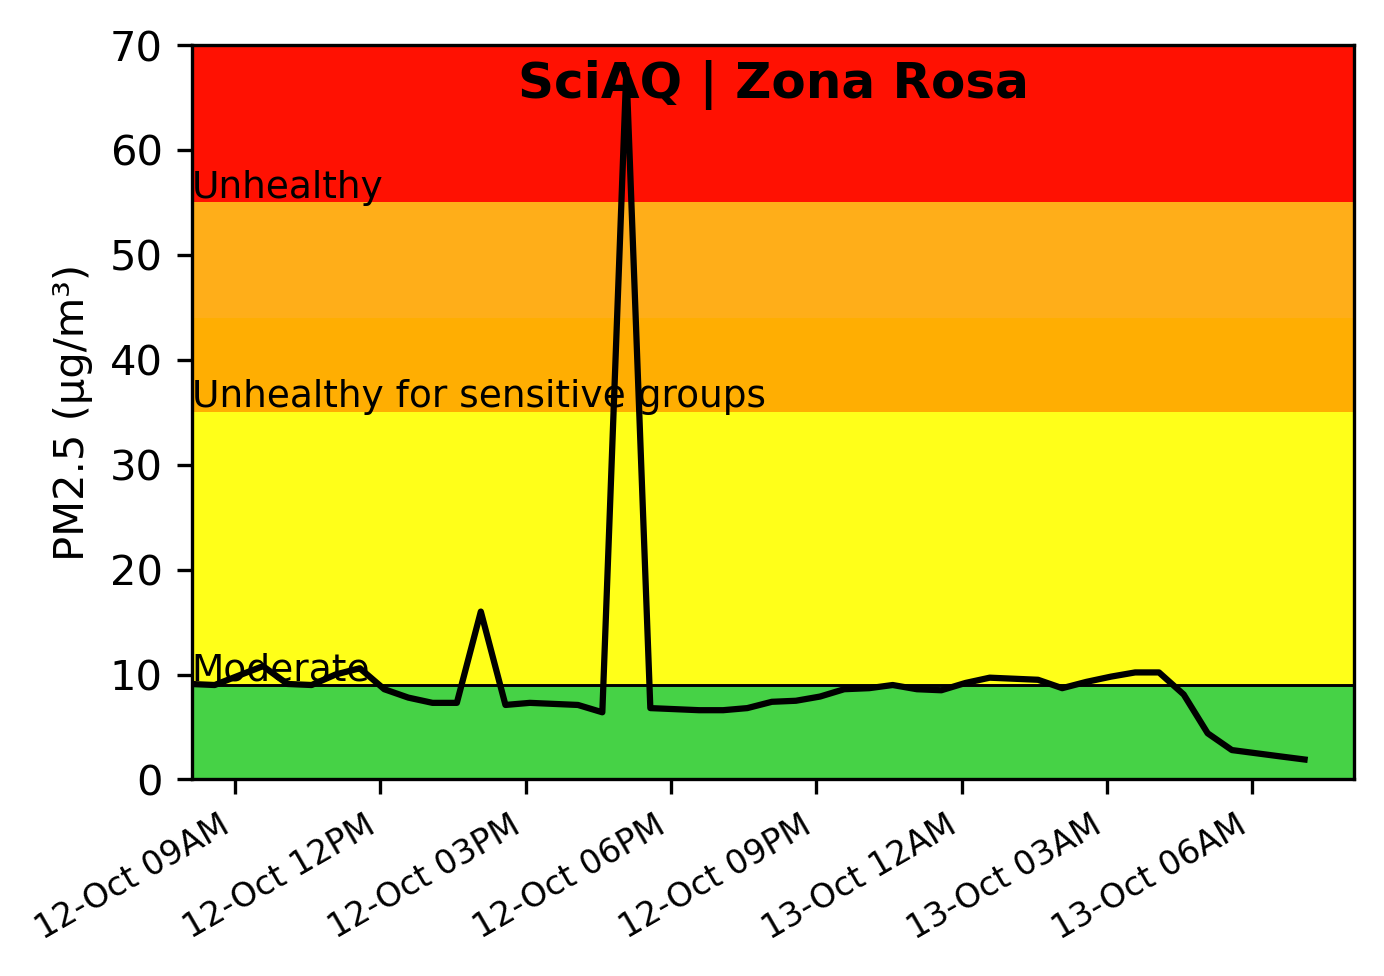 SciAQ | Zona Rosa
PM2.5 (µg/m³)
70
60
50
40
30
20
10
0
Unhealthy
Unhealthy for sensitive groups
Moderate
12-Oct 09AM
12-Oct 12PM
12-Oct 03PM
12-Oct 06PM
12-Oct 09PM
13-Oct 12AM
13-Oct 03AM
13-Oct 06AM